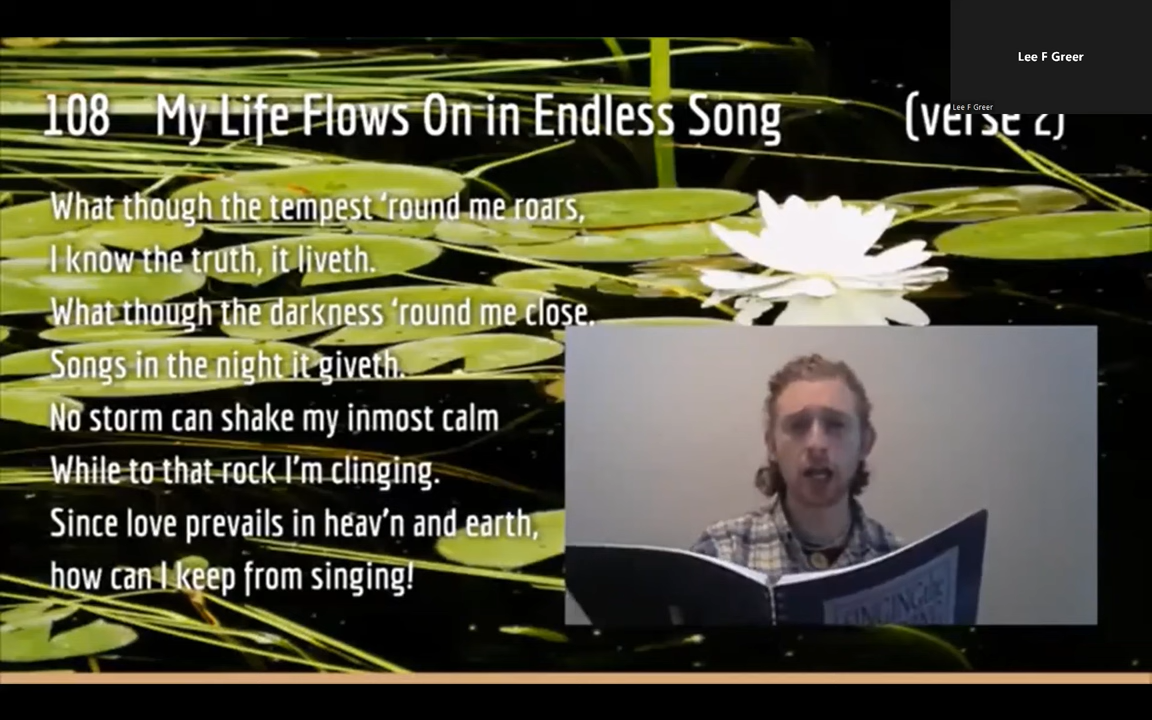 Lee F Greer
Lee F Greer
108 My Life Flows On in Endless Song (verse 2)
What though the tempest ‘round me roars,
I know the truth, it liveth.
What though the darkness ‘round me close,
Songs in the night it giveth.
No storm can shake my inmost calm
While to that rock I’m clinging.
Since love prevails in heav’n and earth,
how can I keep from singing!